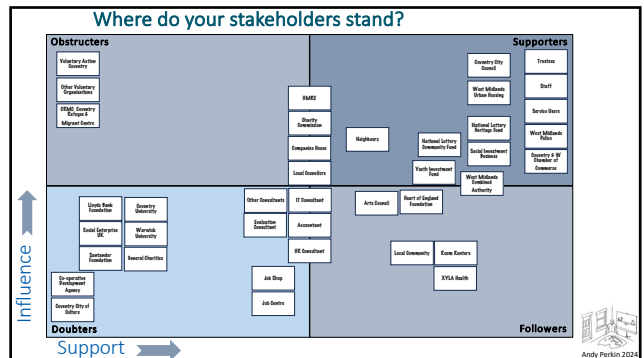 Where do your stakeholders stand?
Obstructers
Supporters
Voluntary Action
Coventry
Other Voluntary
Organisations
CRMC Coventry
Refugee &
Migrant Centre
HMRC
Charity
Commission
Companies House
Local Councilors
Neighbours
National Lottery
Community Fund
Youth Investment
Fund
Coventry City
Council
West Midlands
Urban Housing
National Lottery
Heritage Fund
Social Investment
Business
West Midlands
Combined
Authority
Trustees
Staff
Service Users
West Midlands
Police
Coventry & W
Chamber of
Commerce
Influence
Lloyds Bank
Foundation
Coventry
University
Social Enterprise
UK
Warwick
University
Santander
Foundation
General Charities
Co-operative
Development
Agency
Coventry City of
Culture
Other Consultants
IT Consultant
Evaluation
Consultant
Accountant
HR Consultant
Job Shop
Job Centre
Arts Council
Heart of England
Foundation
Local Community
Room Renters
XYLA Health
Doubters
Followers
Support
Andy Perkin 2024